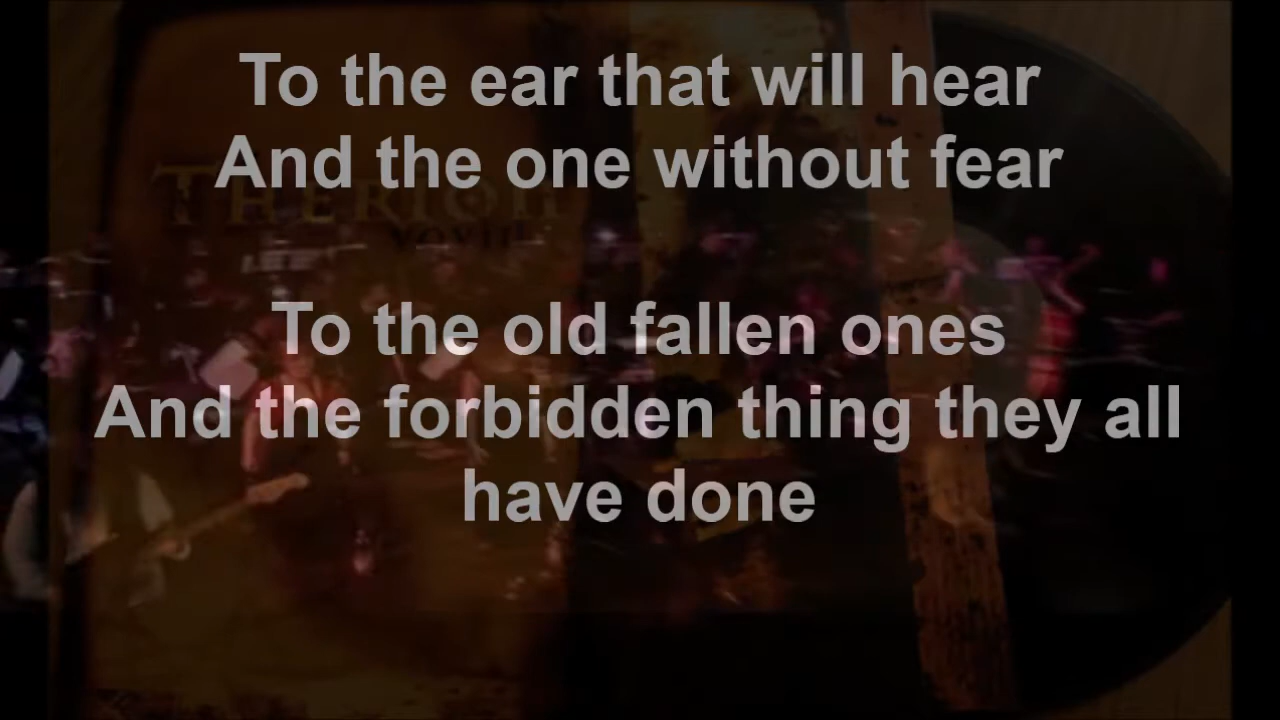 To the ear that will hear
And the one without fear
THERION
VOVIN
To the old fallen ones
And the forbidden thing they all
have done